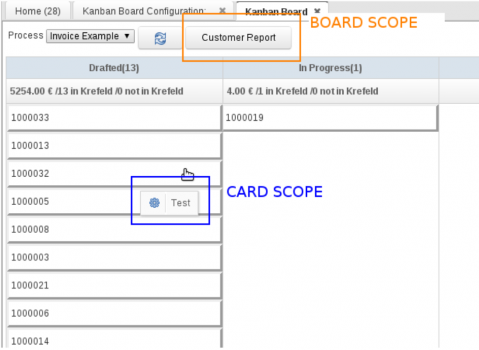 Home (28) Kanban Board Configuration: ✖ Kanban Board ✖
BOARD SCOPE
Process Invoice Example ▼ Customer Report
Drafted(13) In Progress(1)
5254.00 € /13 in Krefeld /0 not in Krefeld 4.00 € /1 in Krefeld /0 not in Krefeld
1000033 1000019
1000013
1000032
CARD SCOPE
1000005 Test
1000008
1000003
1000021
1000006
1000014